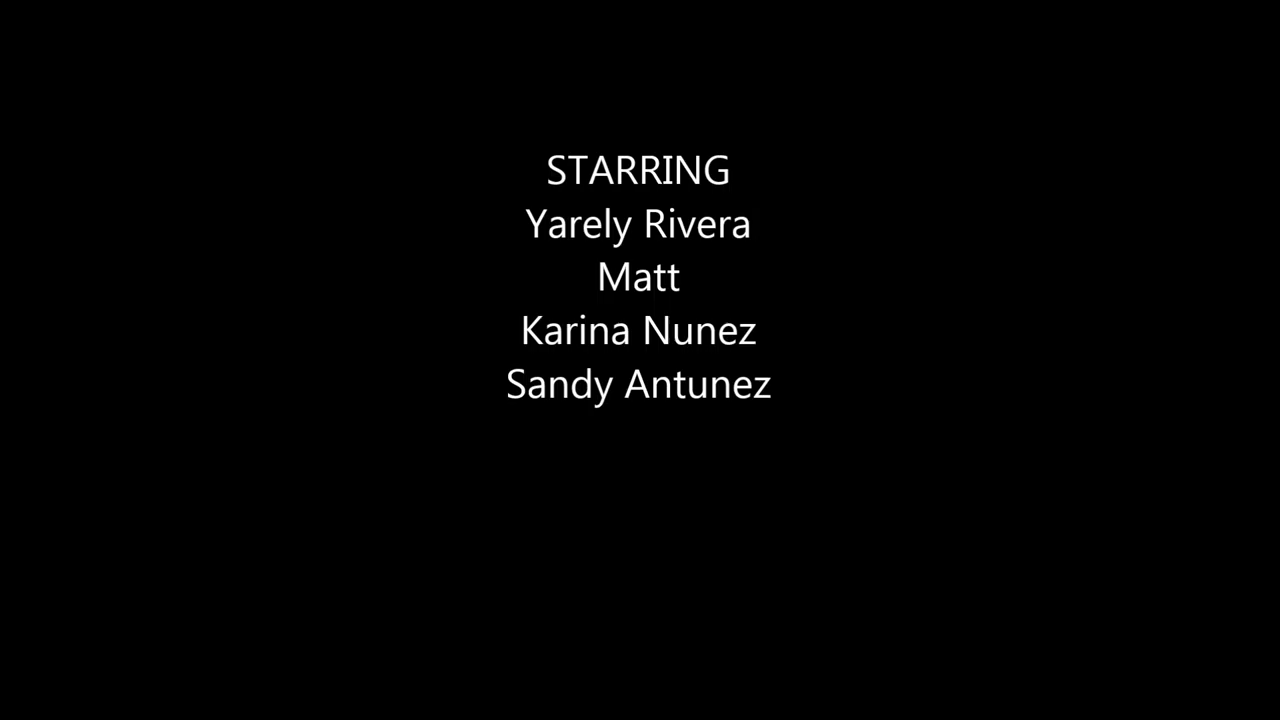 STARRING
Yarely Rivera
Matt
Karina Nunez
Sandy Antunez